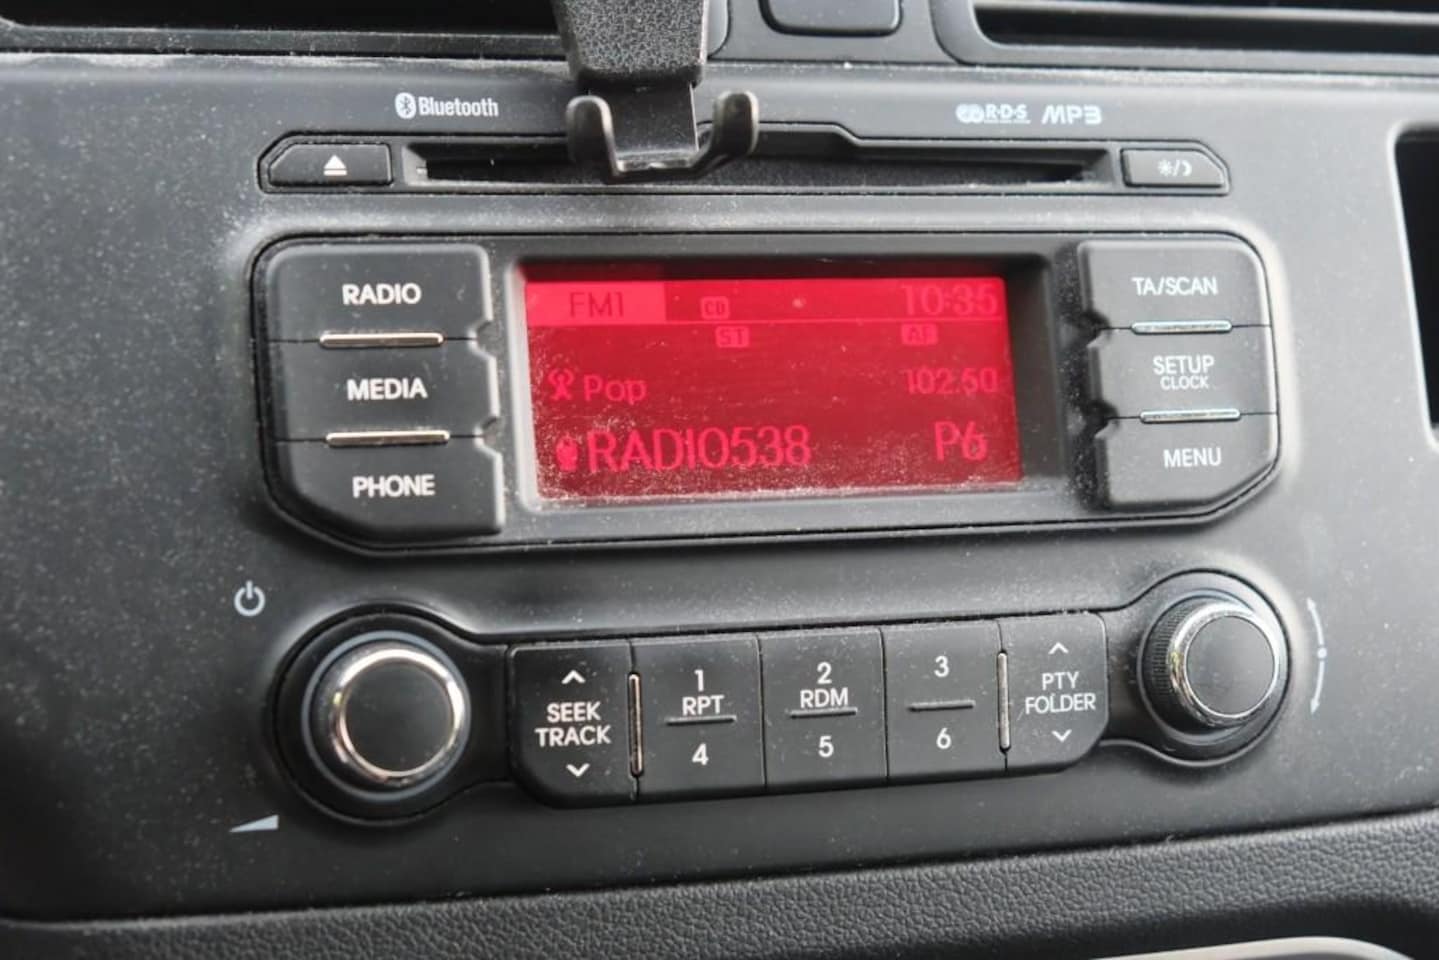 Bluetooth
R·D·S MP3
RADIO
MEDIA
PHONE
FM1 CD 10:35
ST AF
Pop 102.50
RADIO538 P6
TA/SCAN
SETUP
CLOCK
MENU
SEEK
TRACK
1
RPT
4
2
RDM
5
3
6
PTY
FOLDER